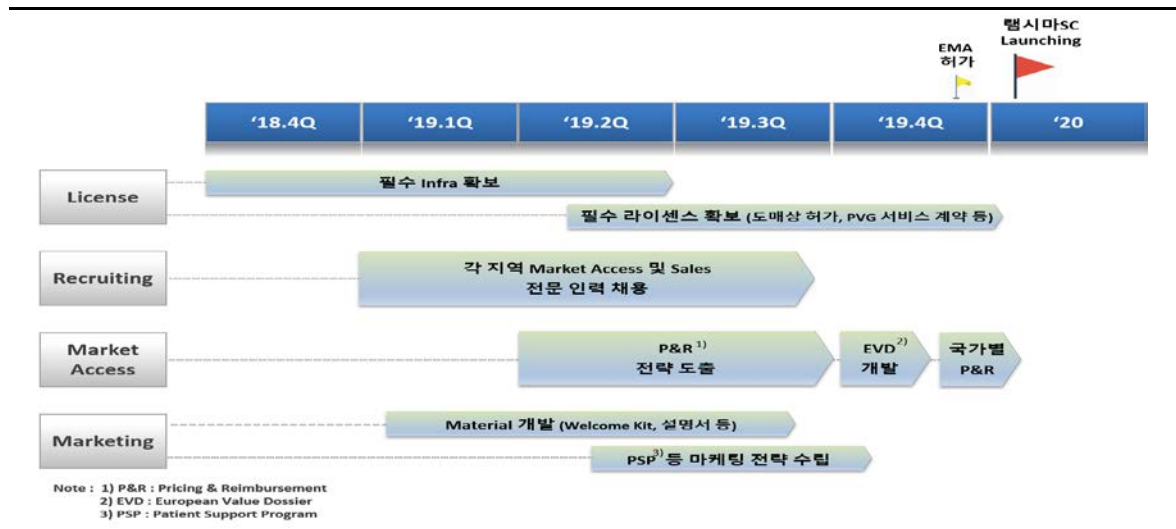 램시마SC
Launching
EMA
허가
‘18.4Q
‘19.1Q
‘19.2Q
‘19.3Q
‘19.4Q
‘20
License
필수 Infra 확보
필수 라이센스 확보 (도매상 허가, PVG 서비스 계약 등)
Recruiting
각 지역 Market Access 및 Sales
전문 인력 채용
Market
Access
P&R 1)
전략 도출
EVD 2)
개발
국가별
P&R
Marketing
Material 개발 (Welcome Kit, 설명서 등)
PSP 3) 등 마케팅 전략 수립
Note : 1) P&R : Pricing & Reimbursement
2) EVD : European Value Dossier
3) PSP : Patient Support Program